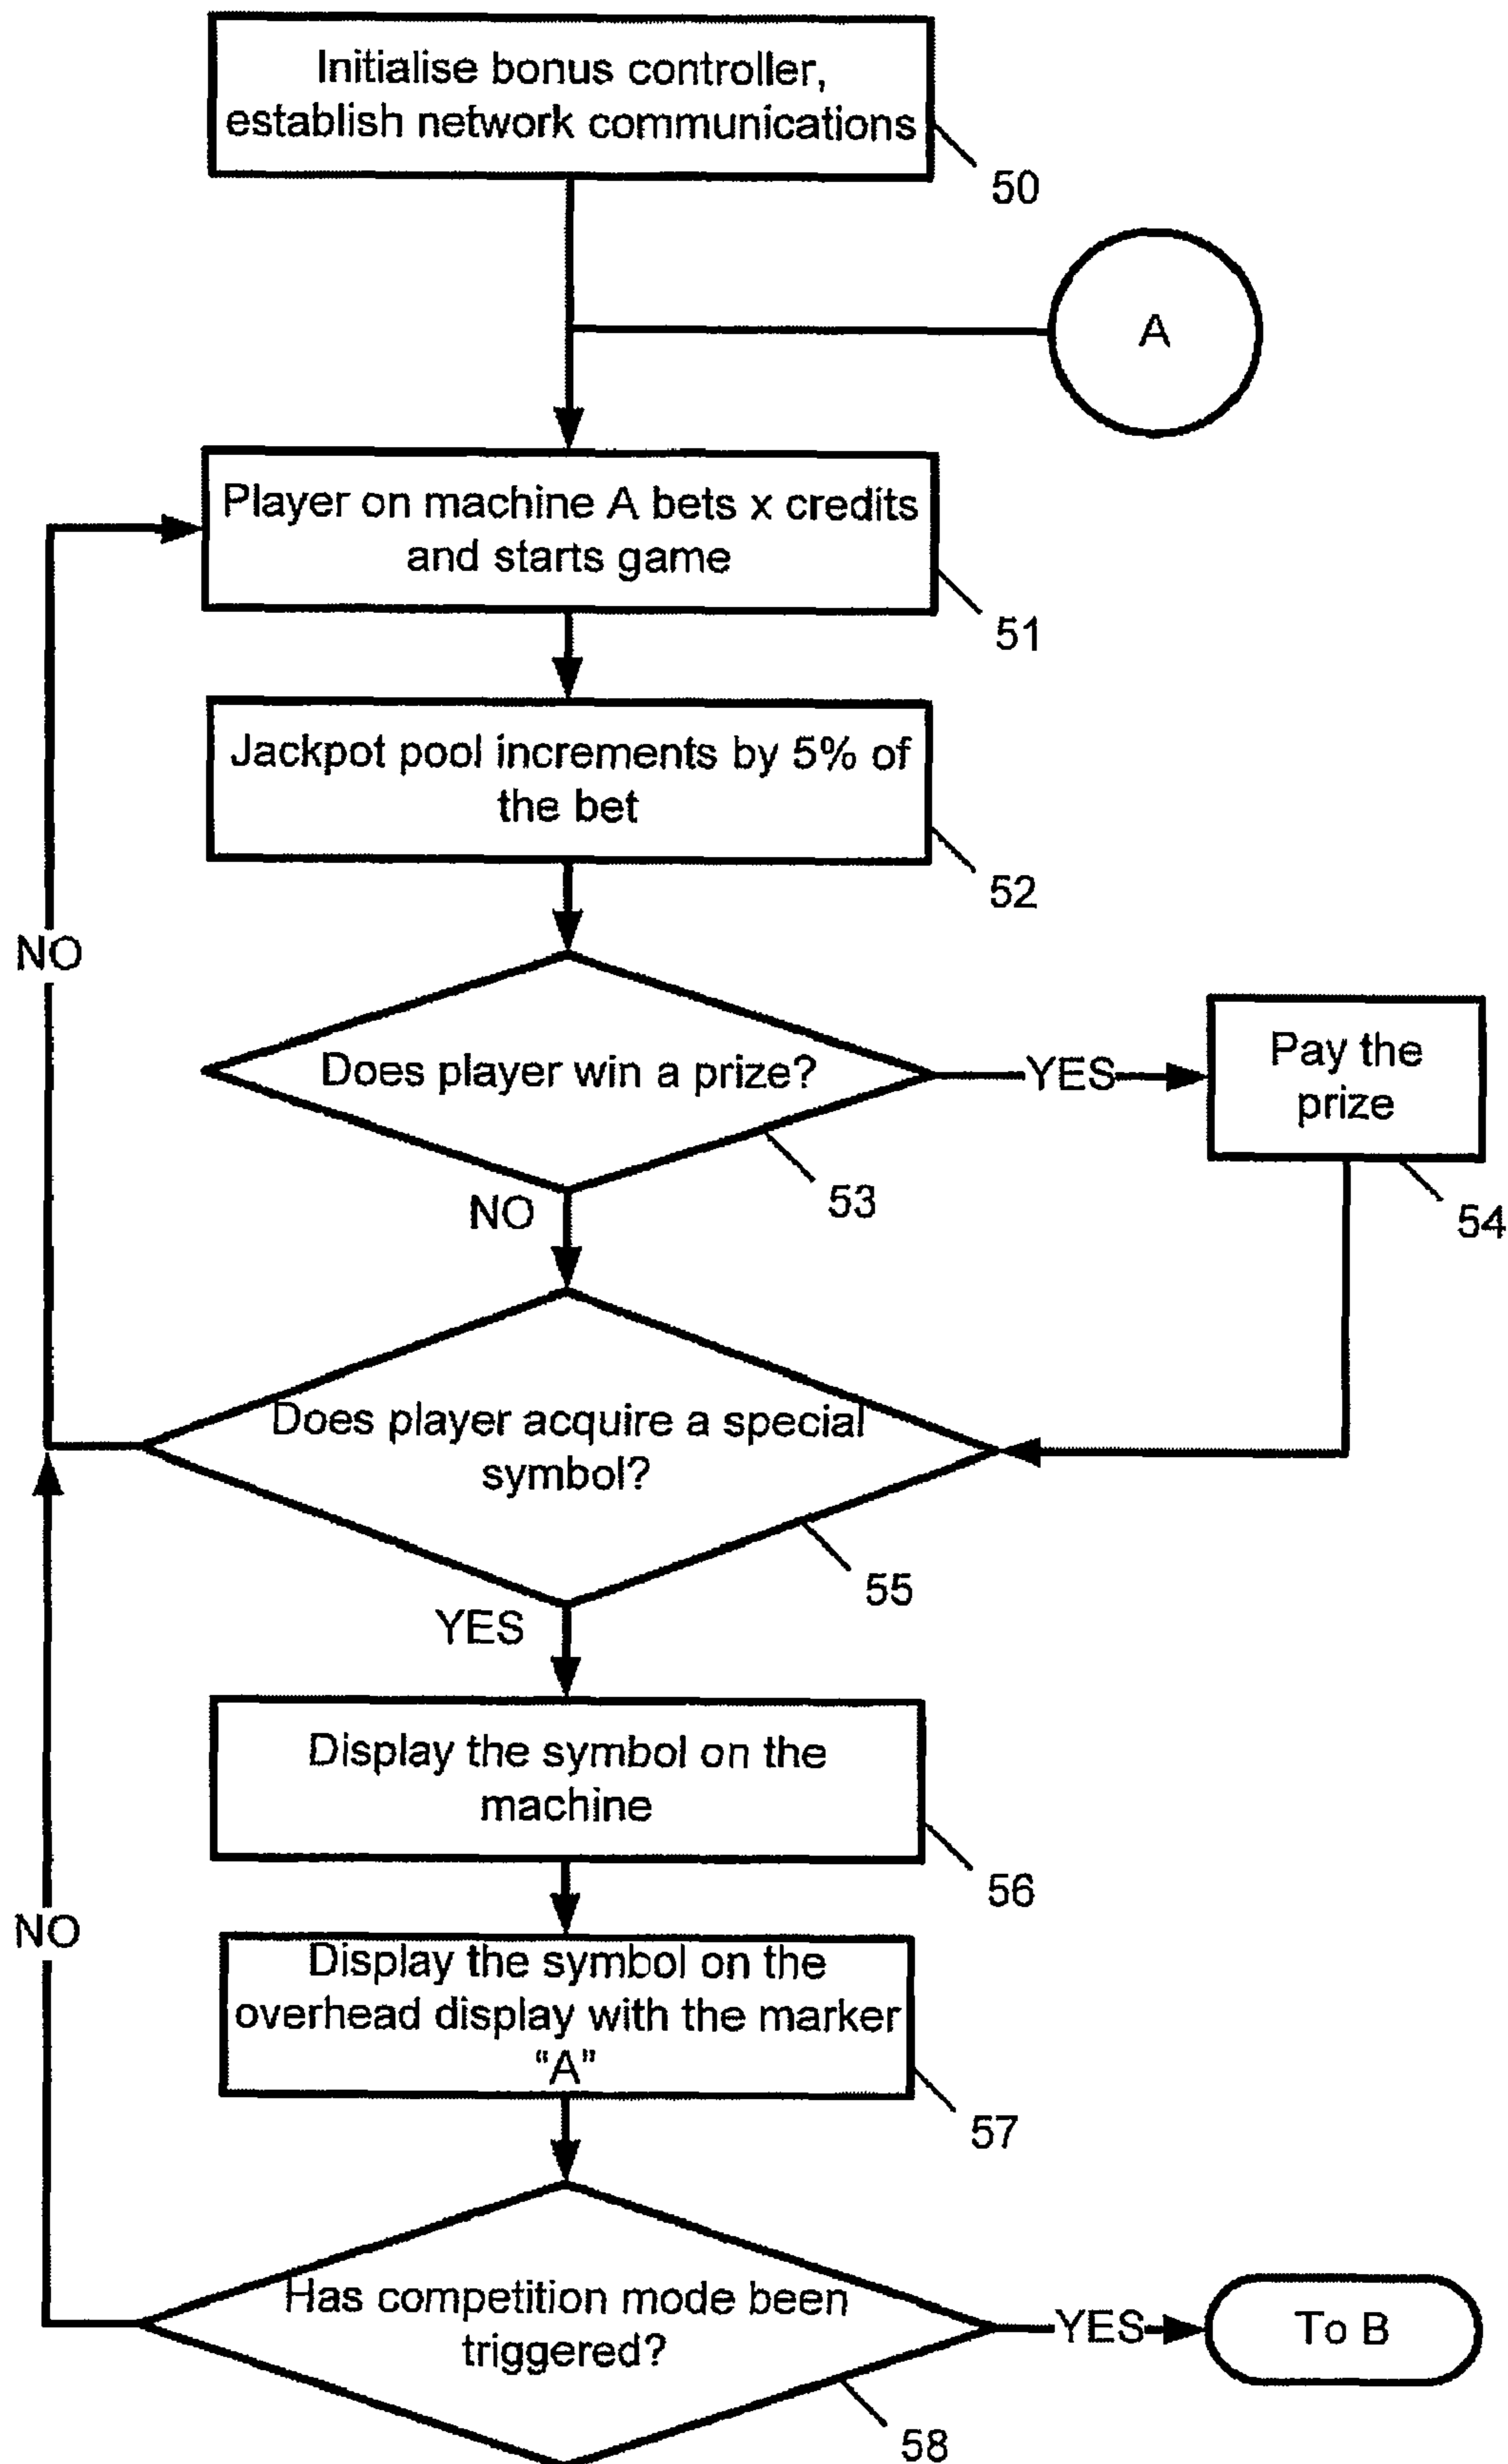 Initialise bonus controller,
establish network communications
50
A
Player on machine A bets x credits
and starts game
51
Jackpot pool increments by 5% of
the bet
52
NO
Does player win a prize?
YES
Pay the
prize
53
54
NO
Does player acquire a special
symbol?
55
YES
Display the symbol on the
machine
56
NO
Display the symbol on the
overhead display with the marker
“A”
57
Has competition mode been
triggered?
YES
To B
58